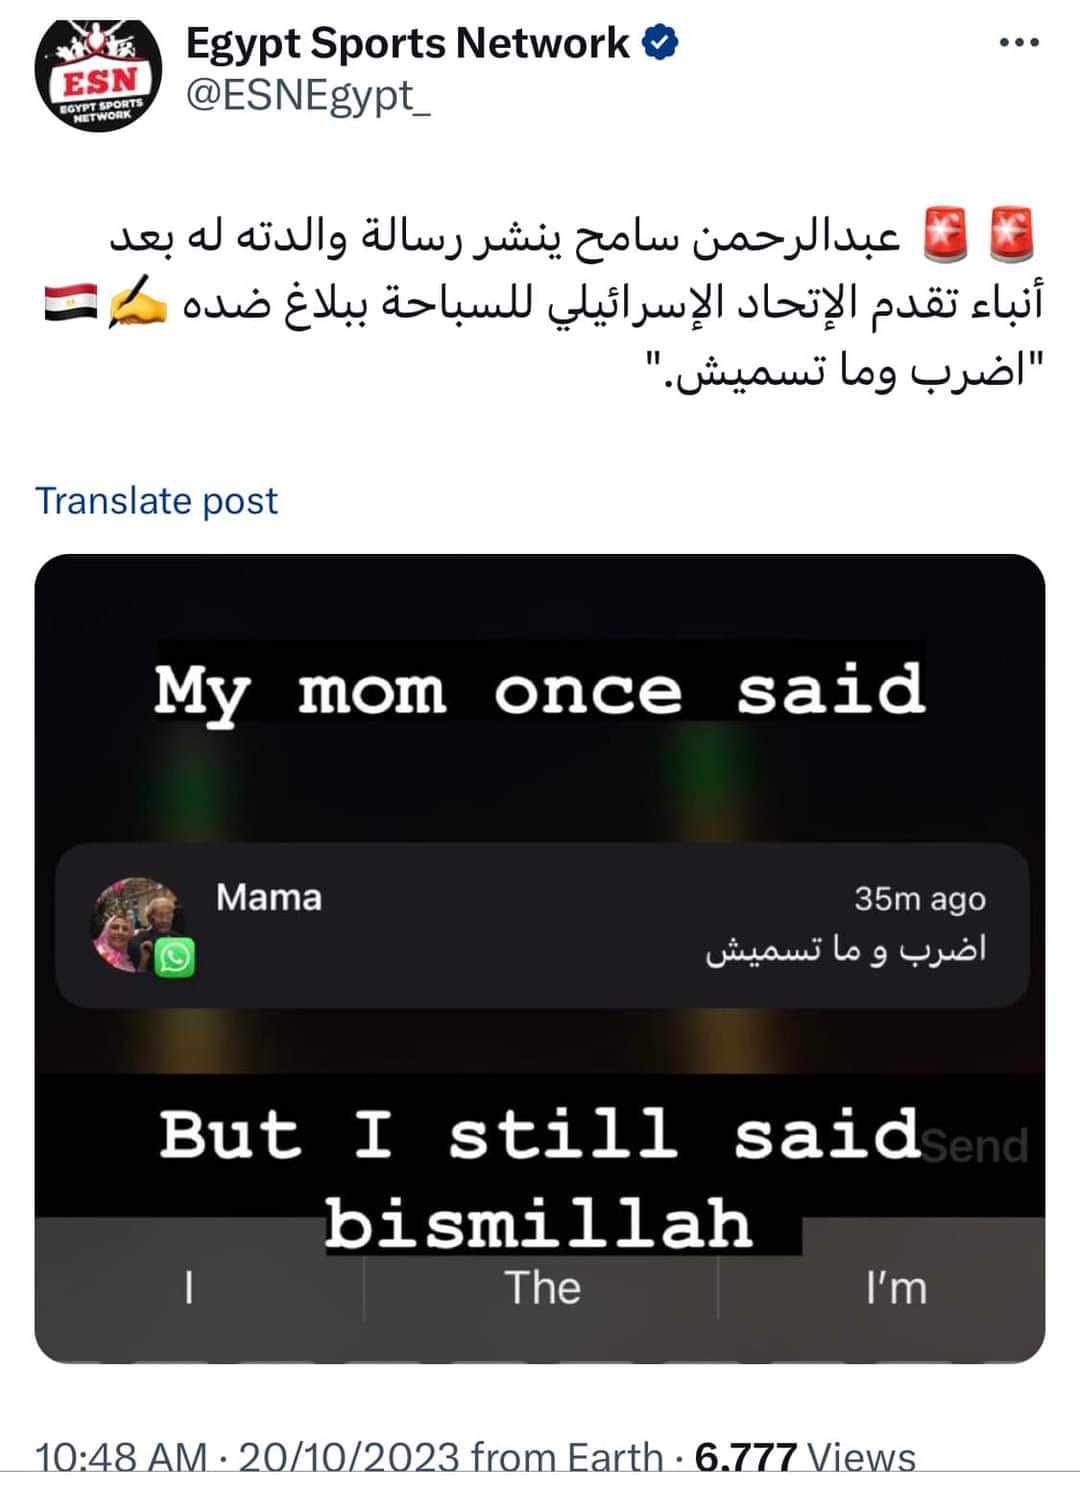 Egypt Sports Network
@ESNEgypt_
ESN
EGYPT SPORTS
NETWORK
عبدالرحمن سامح ينشر رسالة والدته له بعد
أنباء تقدم الإتحاد الإسرائيلي للسباحة ببلاغ ضده
"اضرب وما تسميش."
Translate post
My mom once said
Mama
35m ago
اضرب و ما تسميش
But I still said
Send
bismillah
I
The
I'm
10:48 AM · 20/10/2023 from Earth · 6,777 Views